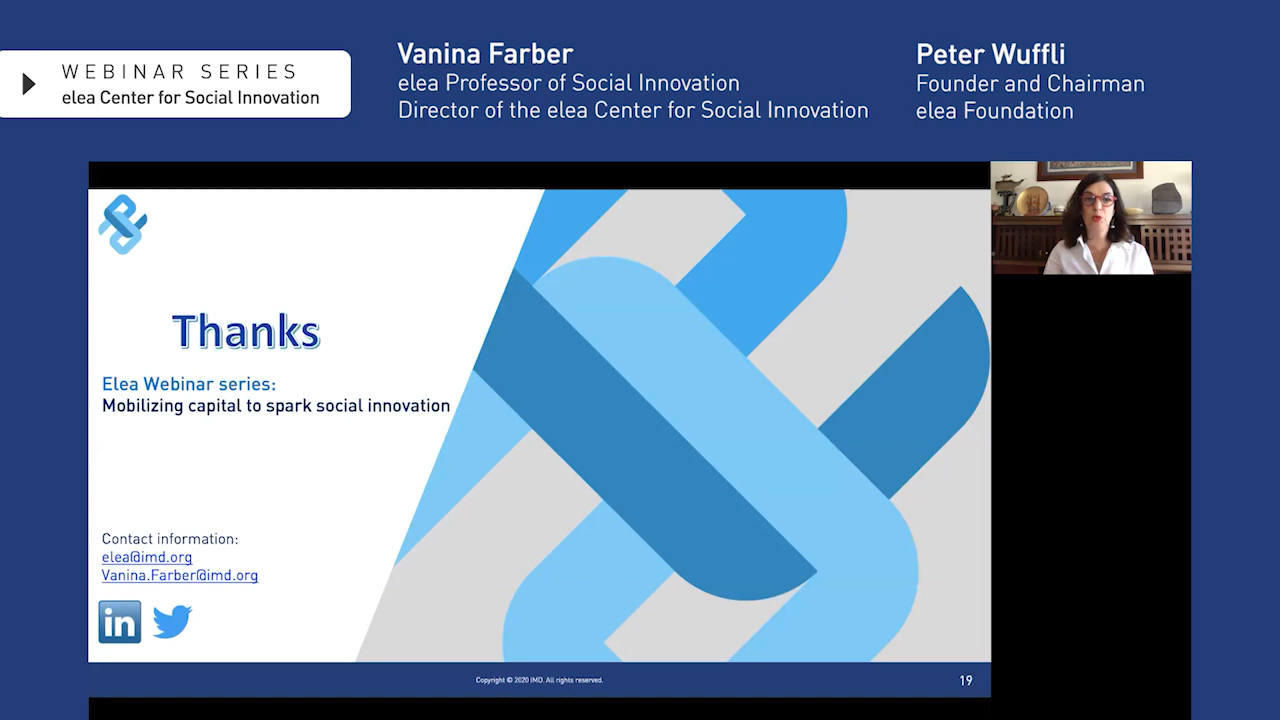 WEBINAR SERIES
elea Center for Social Innovation
Vanina Farber
elea Professor of Social Innovation
Director of the elea Center for Social Innovation
Peter Wuffli
Founder and Chairman
elea Foundation
Thanks
Elea Webinar series:
Mobilizing capital to spark social innovation
Contact information:
elea@imd.org
Vanina.Farber@imd.org
in
Copyright © 2020 IMD. All rights reserved.
19